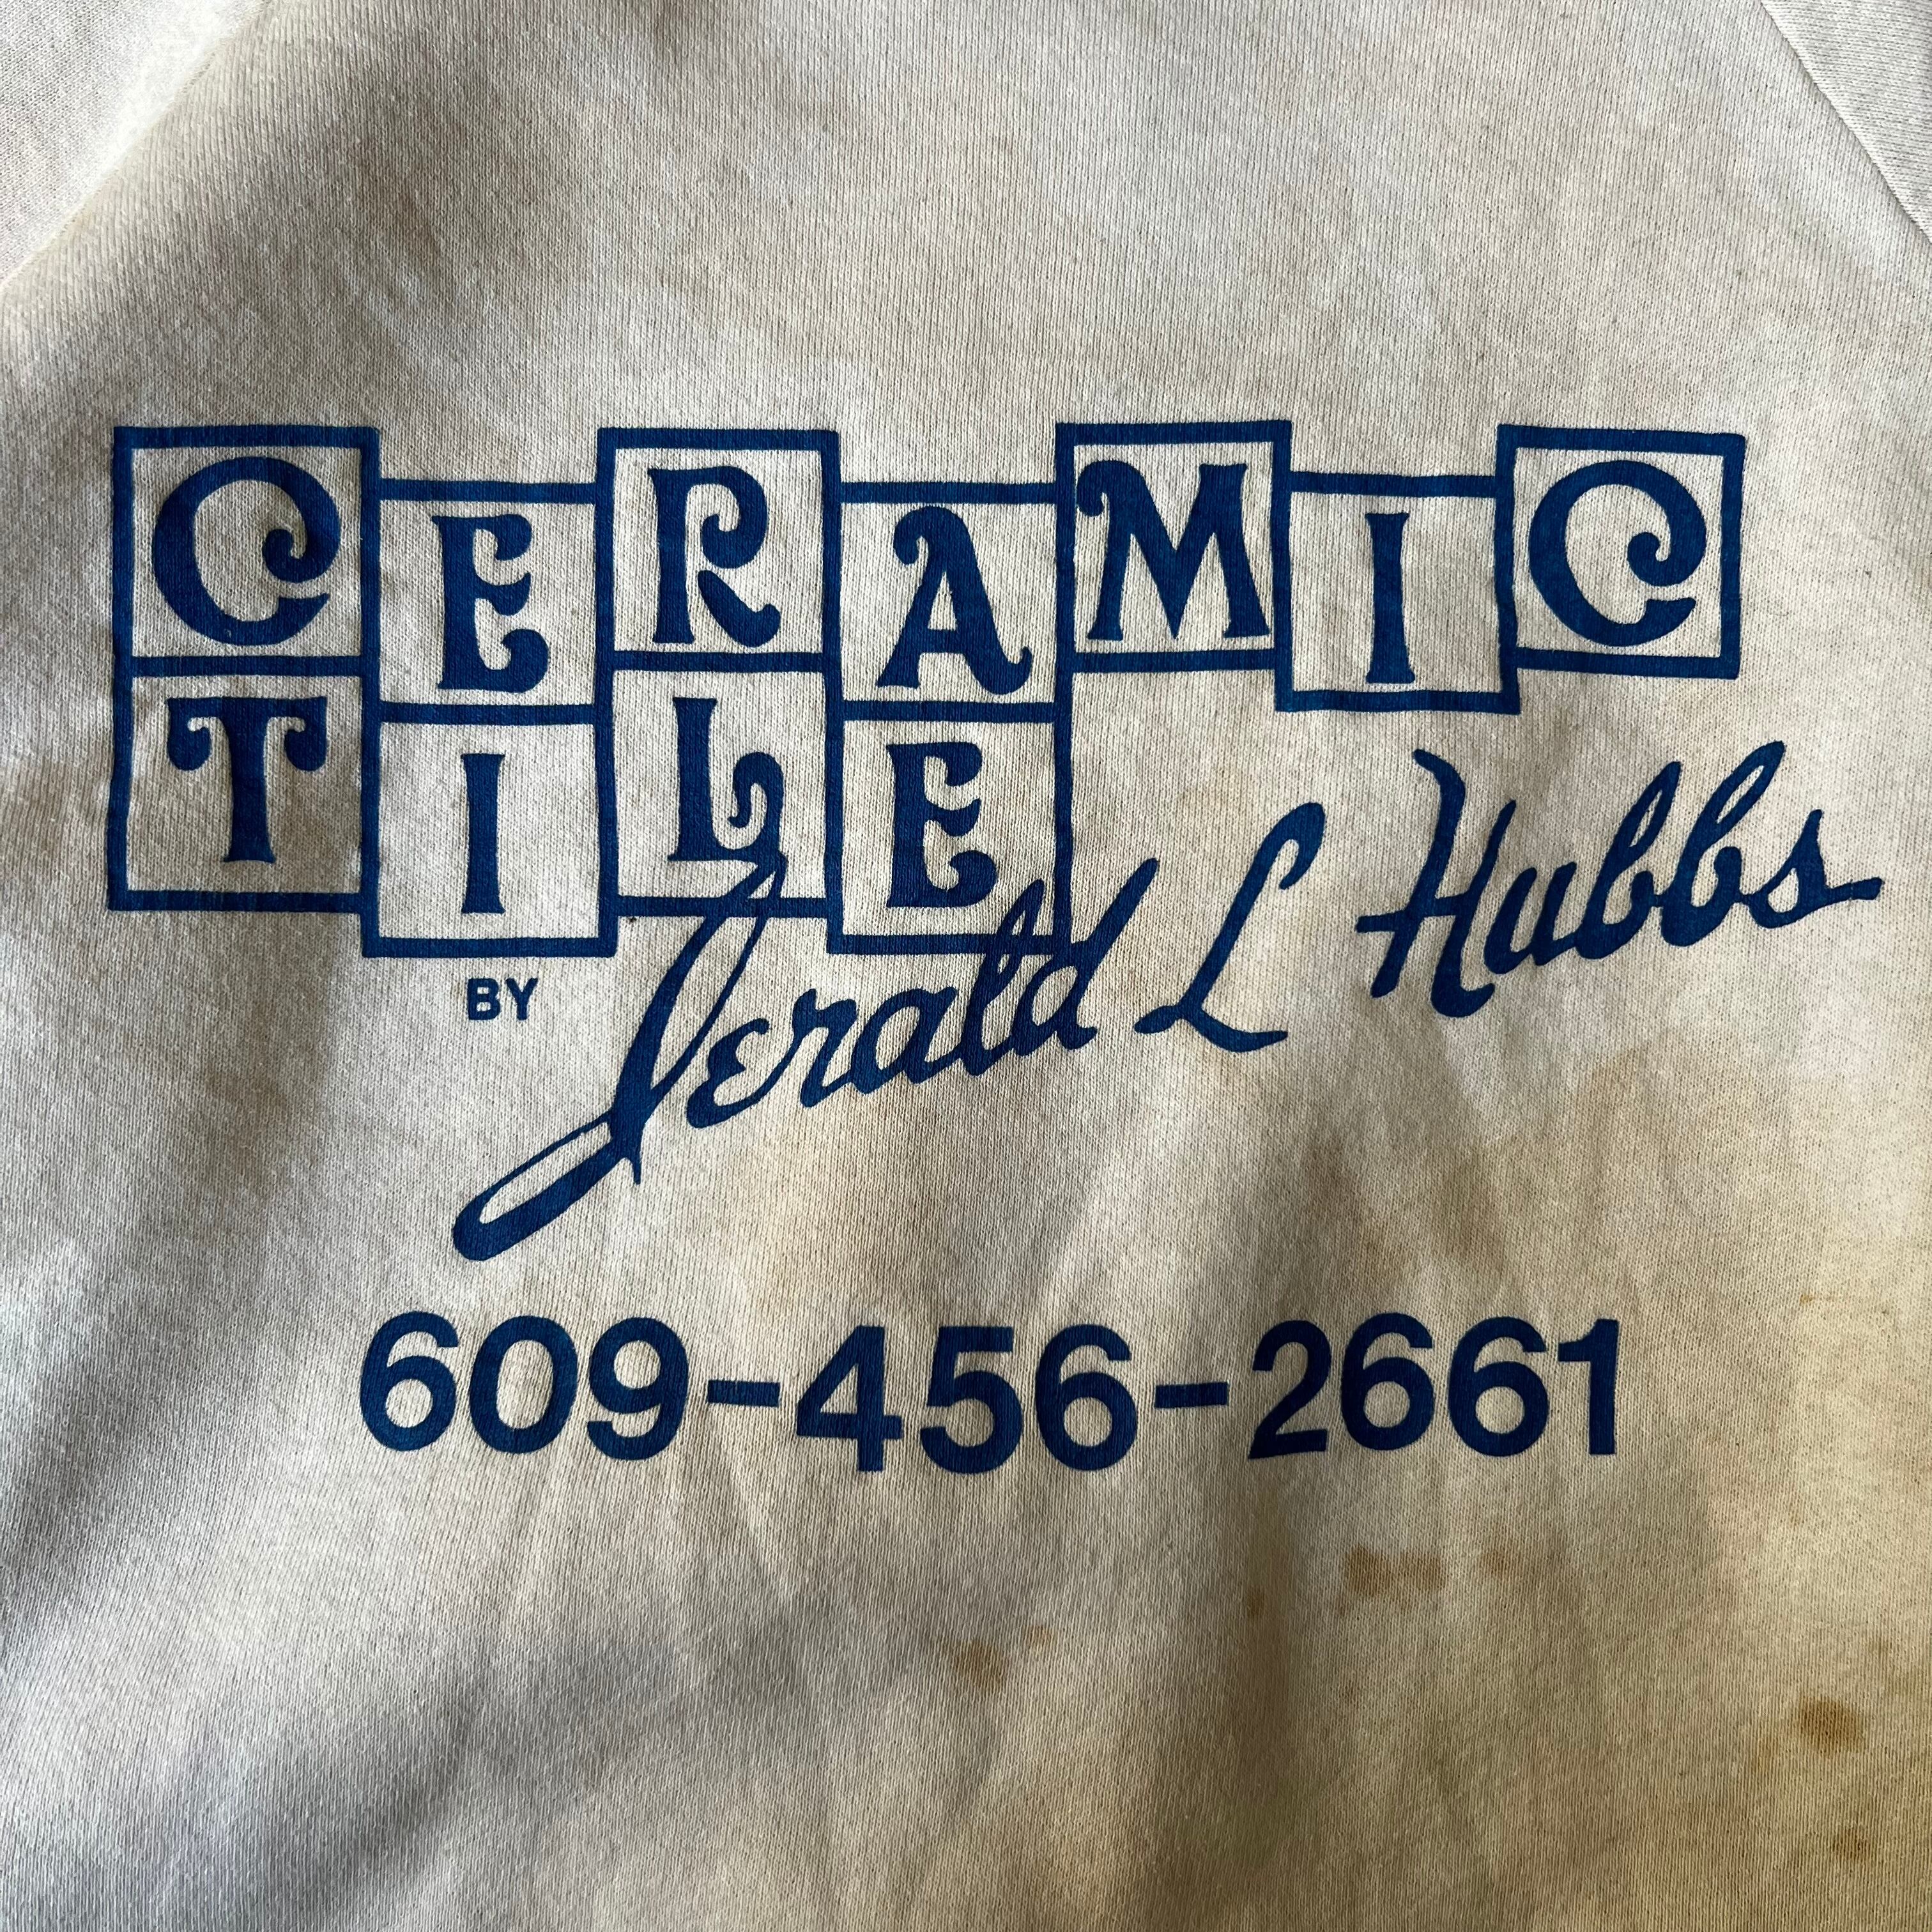 CERAMIC
TILE
BY Jerald L Hubbs
609-456-2661